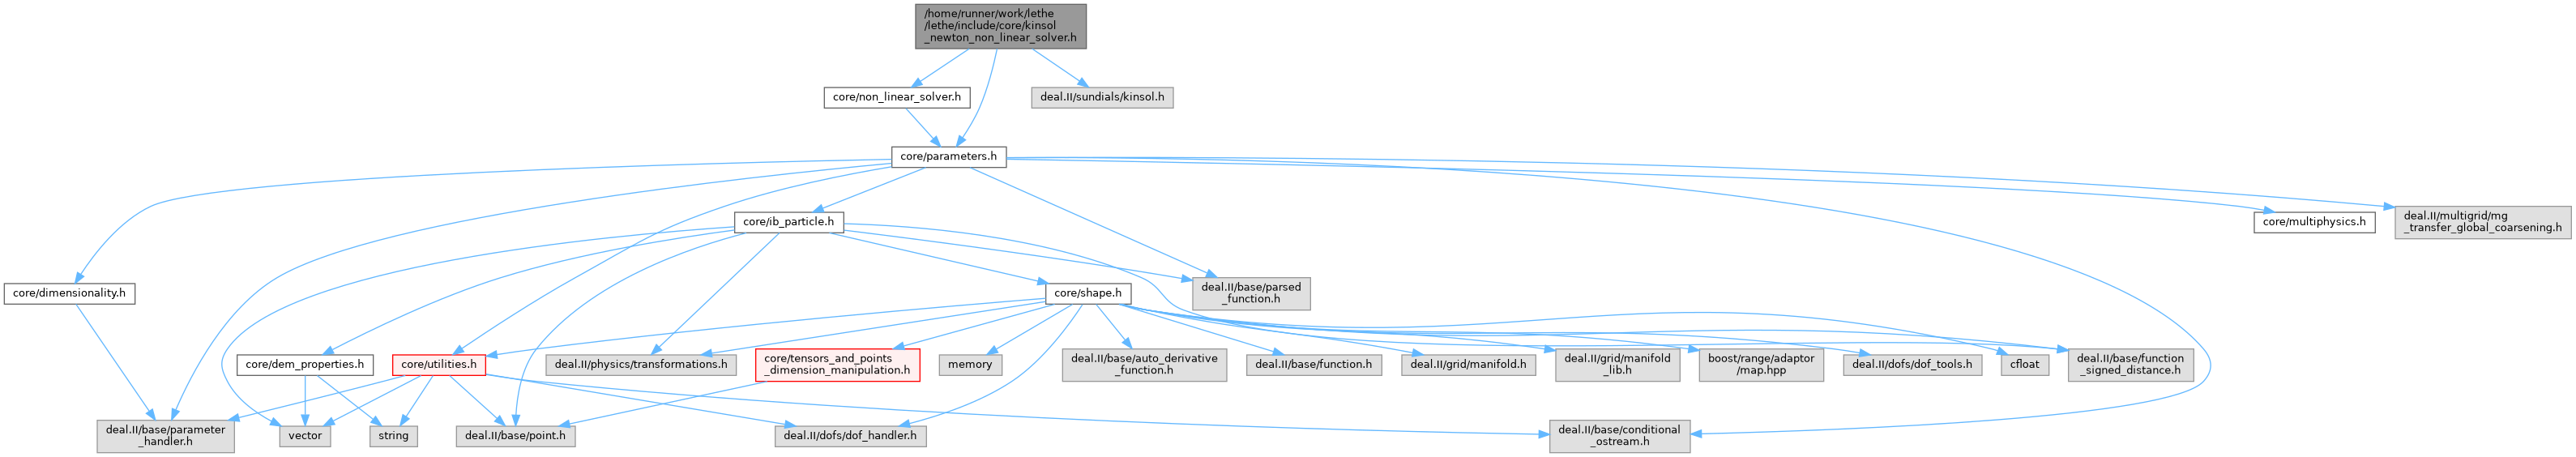 /home/runner/work/lethe
/lethe/include/core/kinsol
_newton_non_linear_solver.h
core/non_linear_solver.h
deal.II/sundials/kinsol.h
core/parameters.h
core/ib_particle.h
core/multiphysics.h
deal.II/multigrid/mg
_transfer_global_coarsening.h
core/dimensionality.h
core/shape.h
deal.II/base/parsed
_function.h
core/dem_properties.h
core/utilities.h
deal.II/physics/transformations.h
core/tensors_and_points
_dimension_manipulation.h
memory
deal.II/base/auto_derivative
_function.h
deal.II/base/function.h
deal.II/grid/manifold.h
deal.II/grid/manifold
_lib.h
boost/range/adaptor
/map.hpp
deal.II/dofs/dof_tools.h
cfloat
deal.II/base/function
_signed_distance.h
deal.II/base/parameter
_handler.h
vector
string
deal.II/base/point.h
deal.II/dofs/dof_handler.h
deal.II/base/conditional
_ostream.h